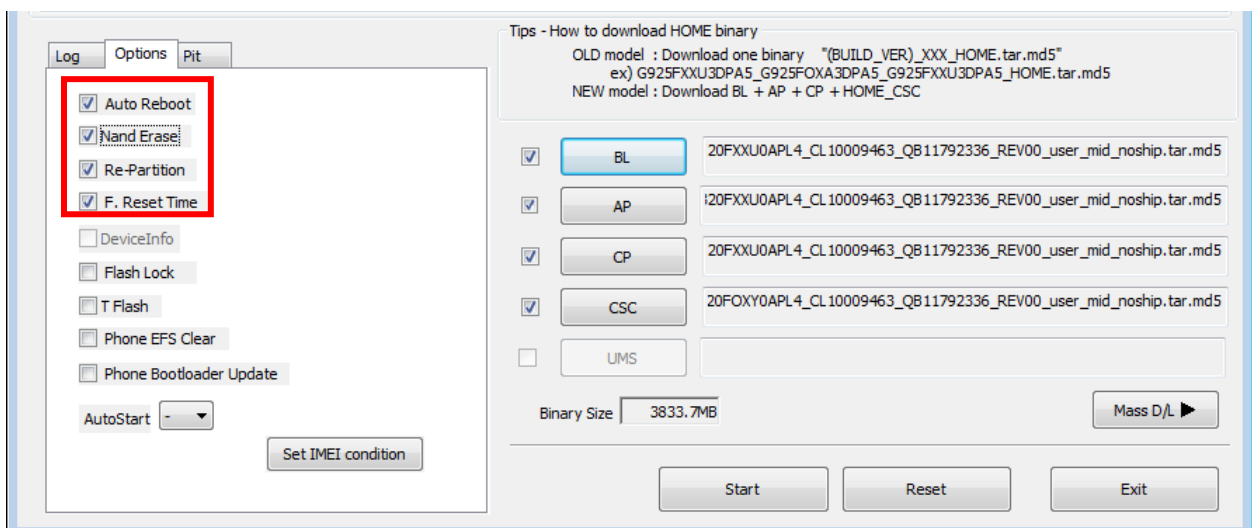 Log
Options
Pit
Auto Reboot
Nand Erase
Re-Partition
F. Reset Time
DeviceInfo
Flash Lock
T Flash
Phone EFS Clear
Phone Bootloader Update
AutoStart -
Set IMEI condition
Tips - How to download HOME binary
OLD model : Download one binary "(BUILD_VER)_XXX_HOME.tar.md5"
ex) G925FXXU3DPA5_G925FOXA3DPA5_G925FXXU3DPA5_HOME.tar.md5
NEW model : Download BL + AP + CP + HOME_CSC
BL 20FXXU0APL4_CL10009463_QB11792336_REV00_user_mid_noship.tar.md5
AP 20FXXU0APL4_CL10009463_QB11792336_REV00_user_mid_noship.tar.md5
CP 20FXXU0APL4_CL10009463_QB11792336_REV00_user_mid_noship.tar.md5
CSC 20FOXY0APL4_CL10009463_QB11792336_REV00_user_mid_noship.tar.md5
UMS
Binary Size 3833.7MB
Mass D/L
Start
Reset
Exit